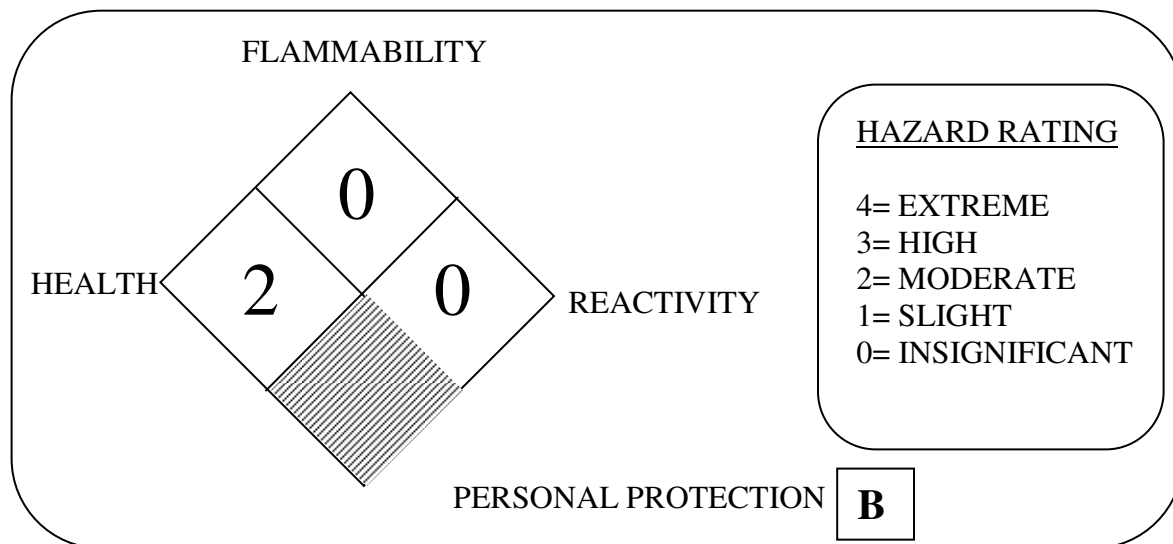 FLAMMABILITY
0
HEALTH
2
0
REACTIVITY
HAZARD RATING
4= EXTREME
3= HIGH
2= MODERATE
1= SLIGHT
0= INSIGNIFICANT
PERSONAL PROTECTION
B